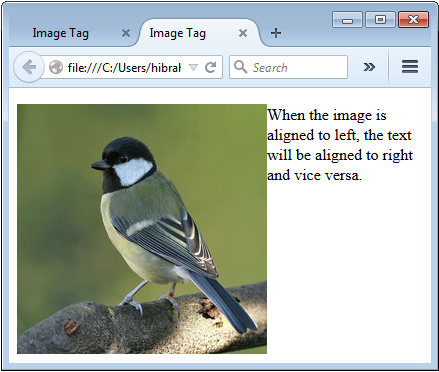 Image Tag
Image Tag
file:///C:/Users/hibral
Search
When the image is
aligned to left, the text
will be aligned to right
and vice versa.